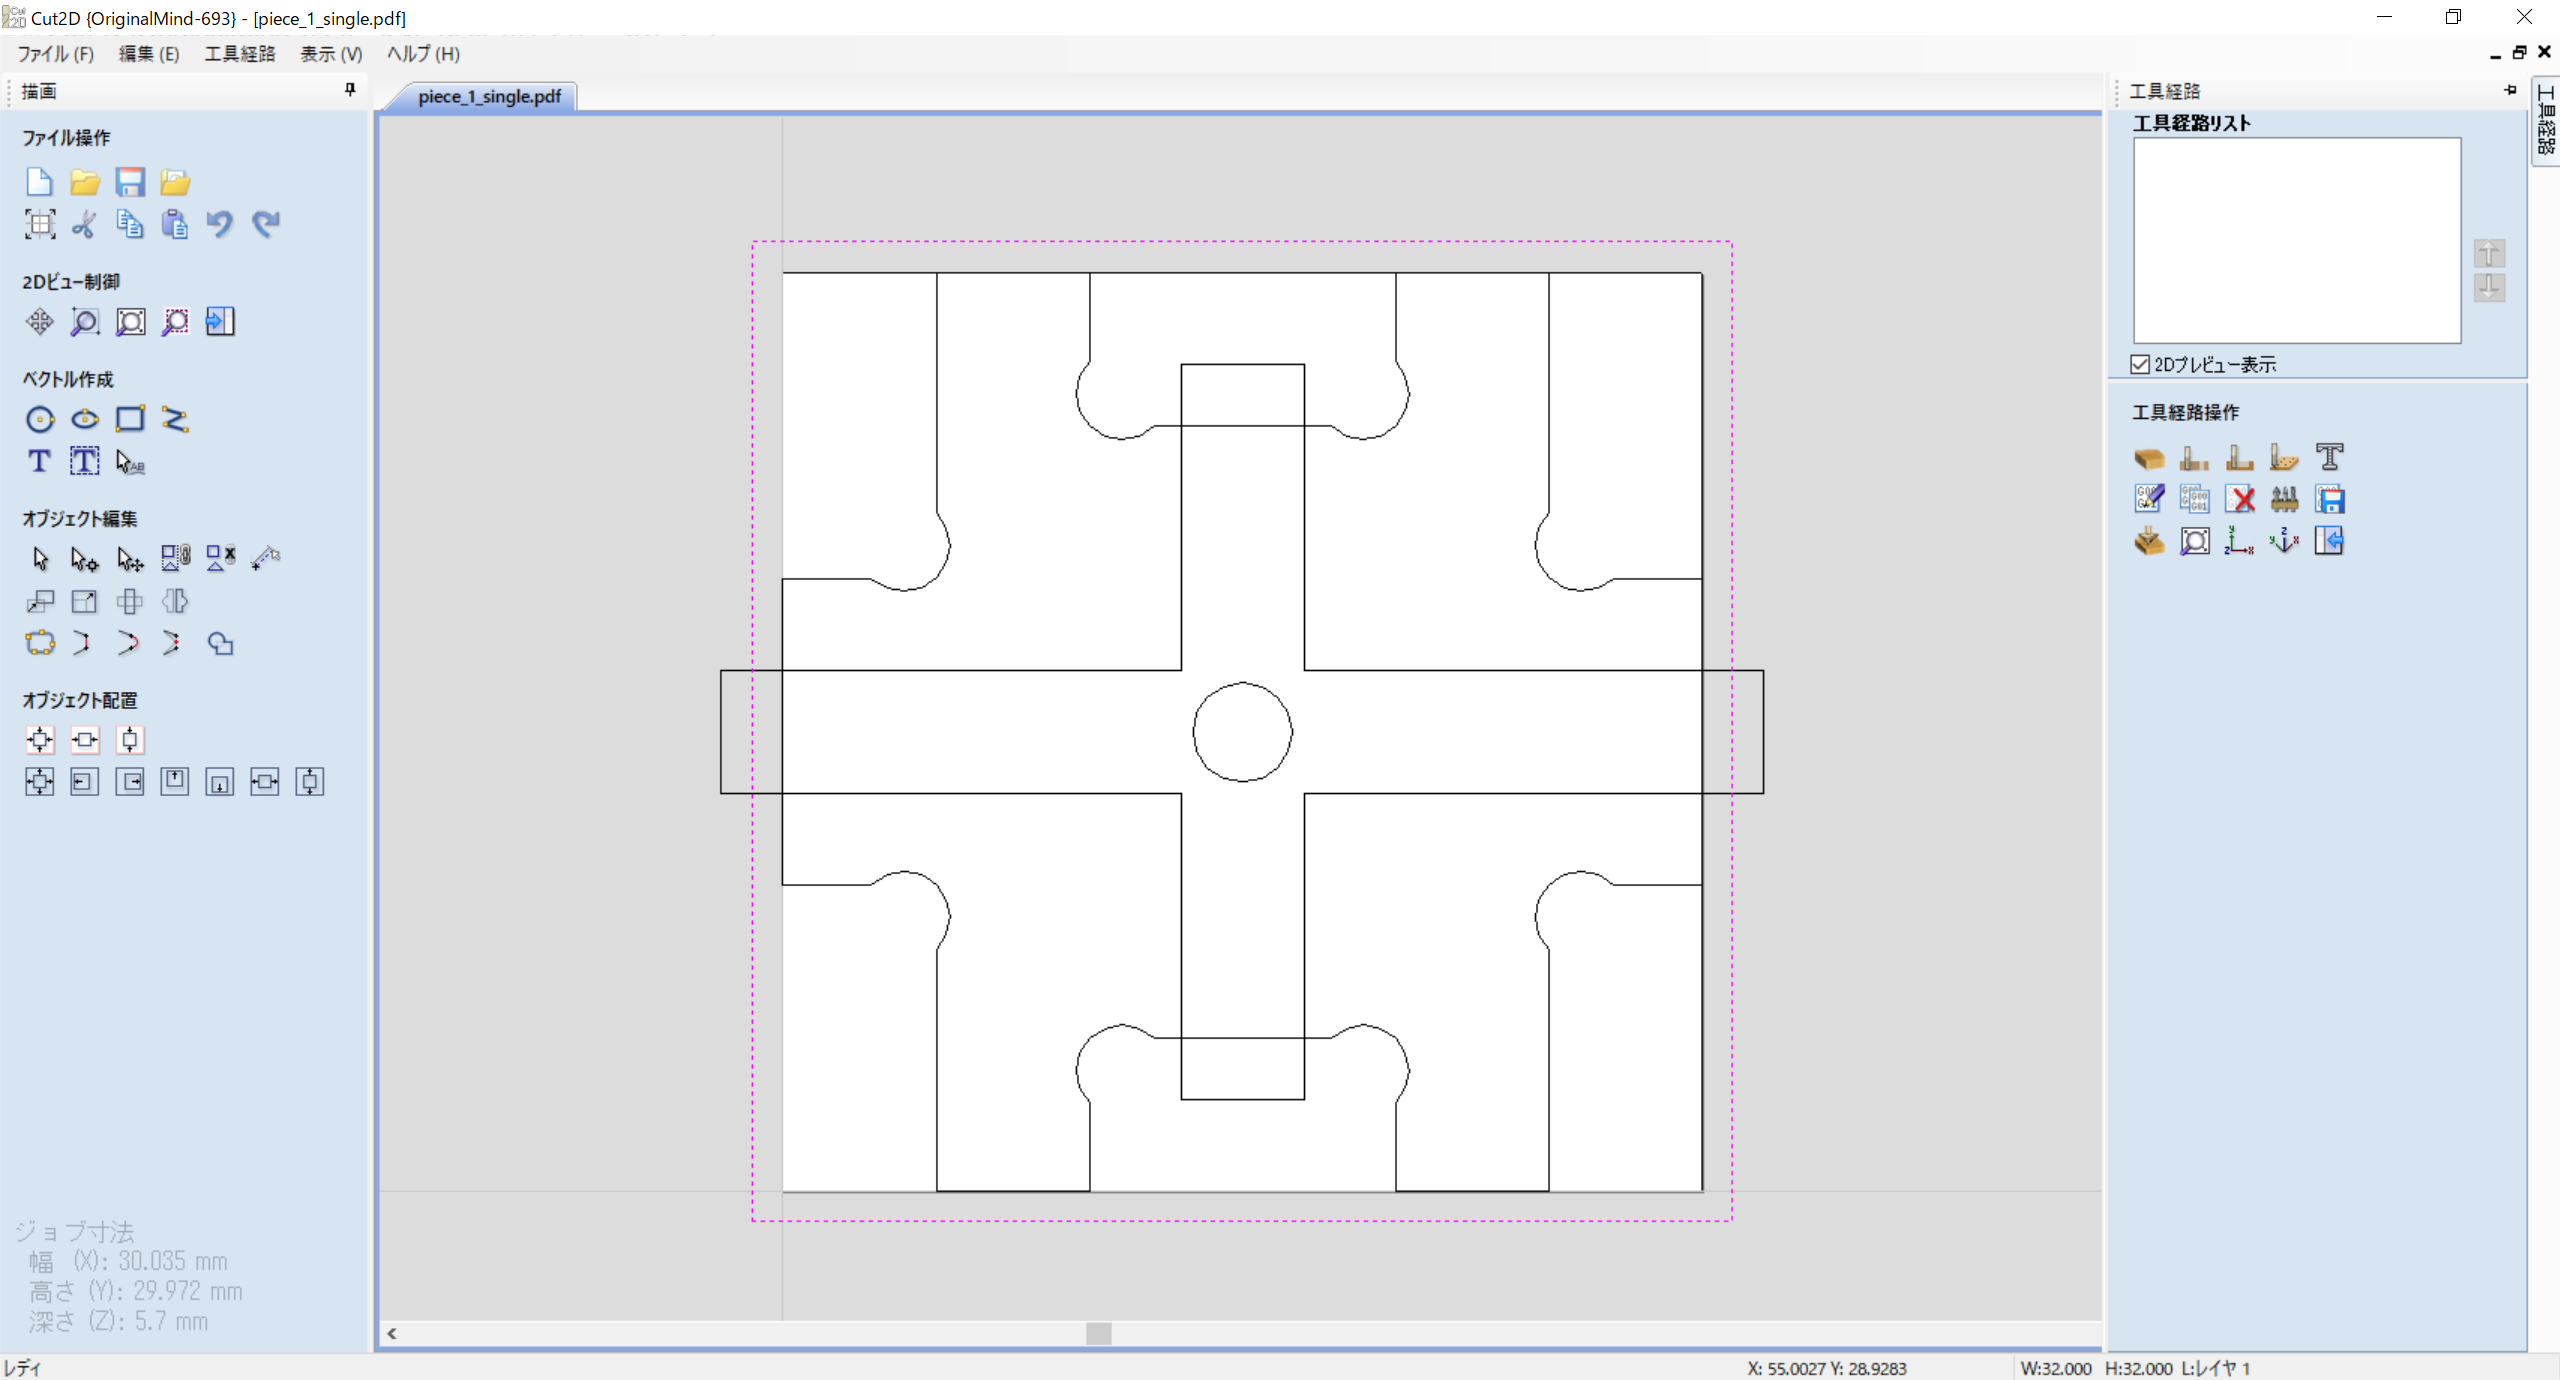 Cut2D {OriginalMind-693} - [piece_1_single.pdf]
ファイル (F) 編集 (E) 工具経路 表示 (V) ヘルプ (H)
描画
piece_1_single.pdf
工具経路
工具経路
ファイル操作
工具経路リスト
2Dビュー制御
2Dプレビュー表示
ベクトル作成
工具経路操作
オブジェクト編集
オブジェクト配置
ジョブ寸法
幅 (X): 30.035 mm
高さ (Y): 29.972 mm
深さ (Z): 5.7 mm
レディ
X: 55.0027 Y: 28.9283
W:32.000 H:32.000 L:レイヤ 1